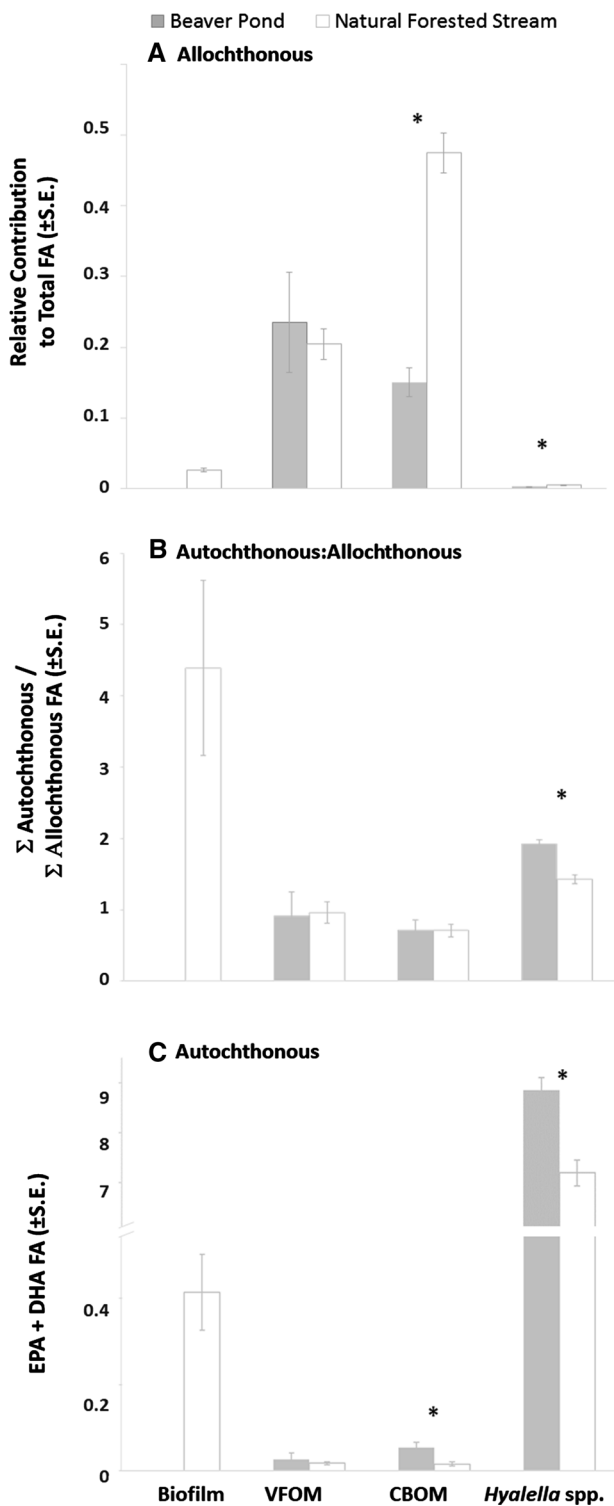 Beaver Pond Natural Forested Stream
A Allochthonous
Relative Contribution
to Total FA (±S.E.)
0.5
0.4
0.3
0.2
0.1
0
*
*
B Autochthonous:Allochthonous
Σ Autochthonous /
Σ Allochthonous FA (±S.E.)
6
5
4
3
2
1
0
*
C Autochthonous
EPA + DHA FA (±S.E.)
9
8
7
0.4
0.2
0
*
*
Biofilm VFOM CBOM Hyalella spp.